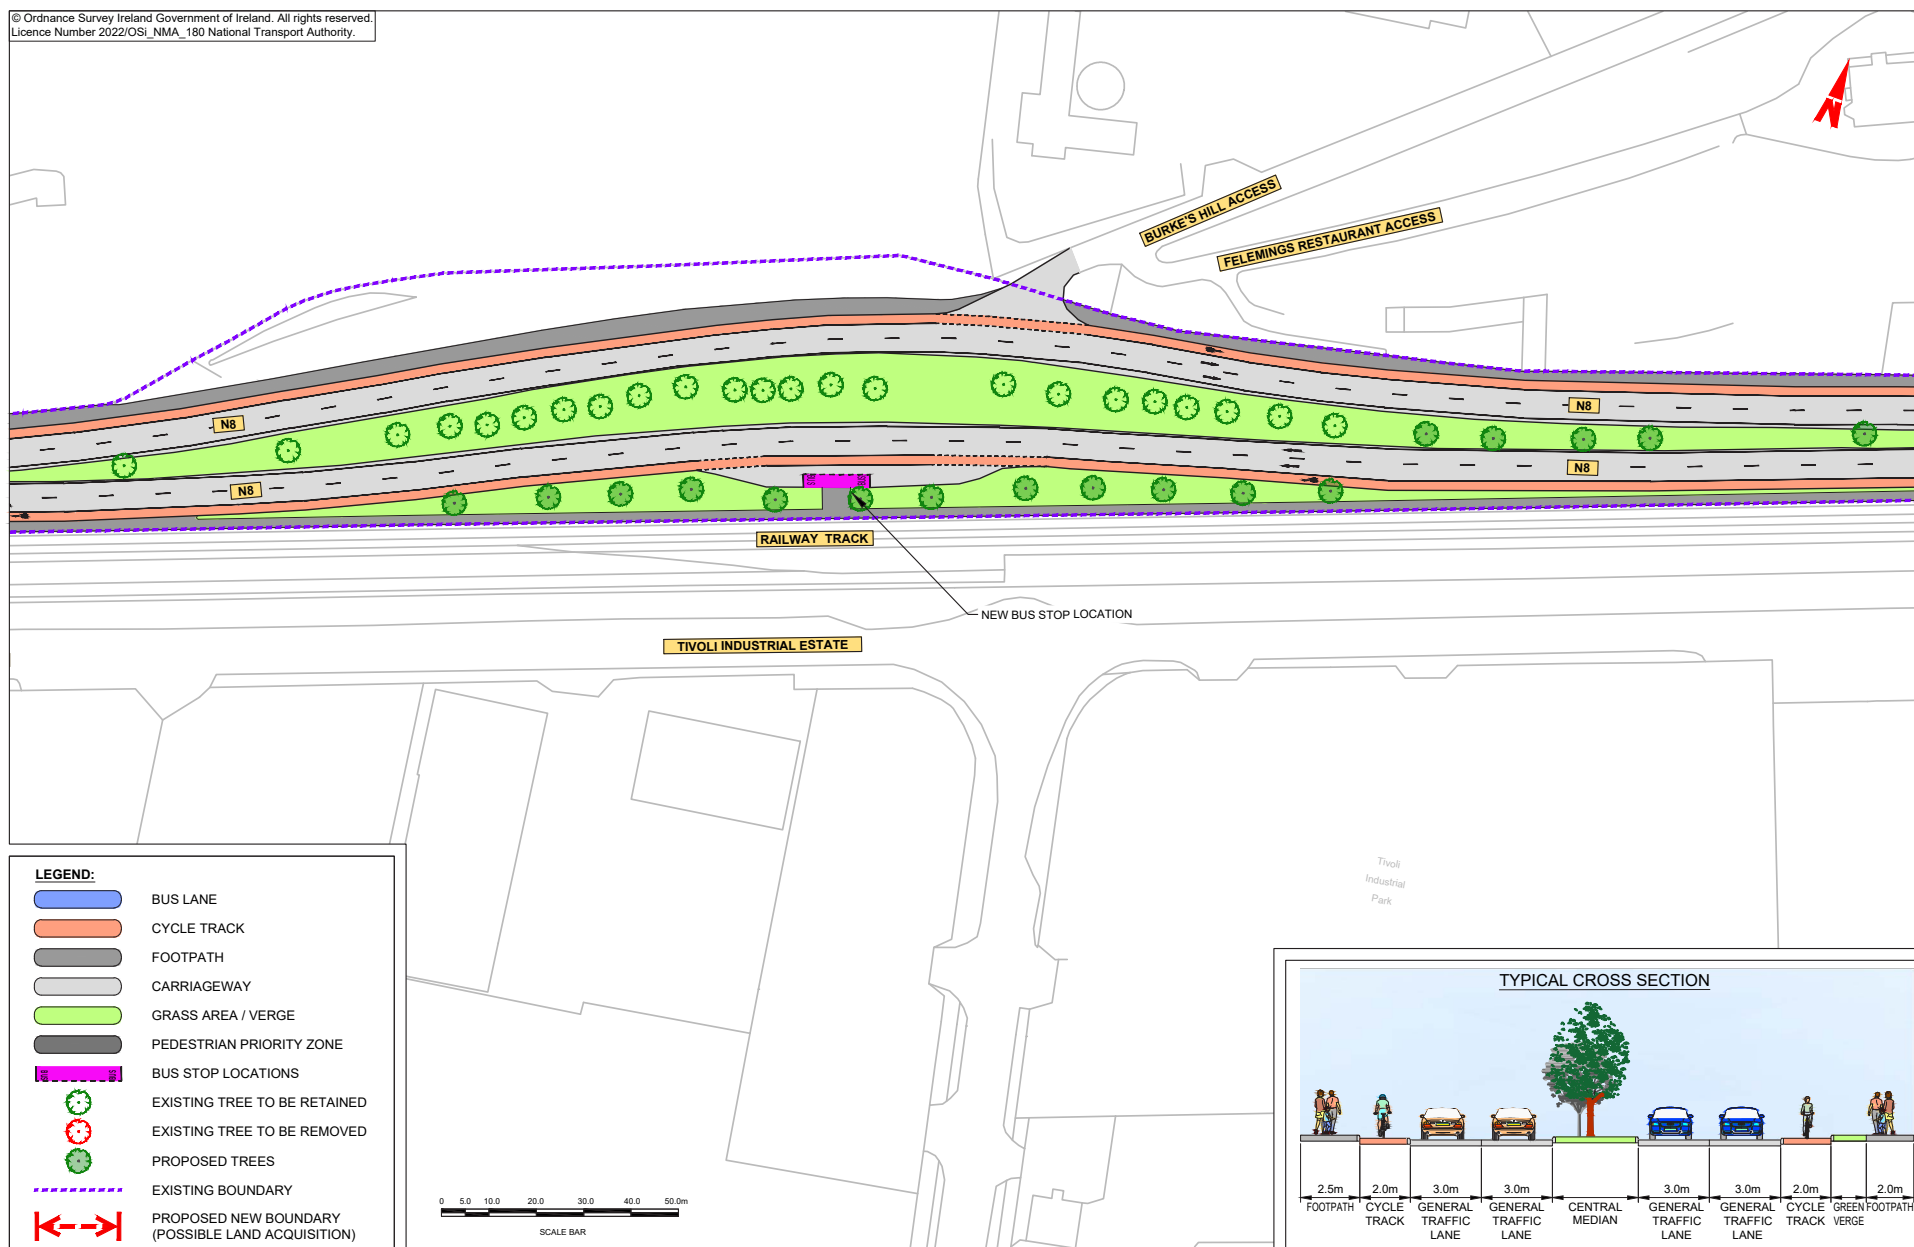 © Ordnance Survey Ireland Government of Ireland. All rights reserved.
Licence Number 2022/OSi_NMA_180 National Transport Authority.
N
BURKE'S HILL ACCESS
FELEMINGS RESTAURANT ACCESS
N8
N8
N8
N8
BUS
BUS
RAILWAY TRACK
NEW BUS STOP LOCATION
TIVOLI INDUSTRIAL ESTATE
Tivoli
Industrial
Park
LEGEND:
BUS LANE
CYCLE TRACK
FOOTPATH
CARRIAGEWAY
GRASS AREA / VERGE
PEDESTRIAN PRIORITY ZONE
BUS
BUS
BUS STOP LOCATIONS
EXISTING TREE TO BE RETAINED
EXISTING TREE TO BE REMOVED
PROPOSED TREES
EXISTING BOUNDARY
PROPOSED NEW BOUNDARY
(POSSIBLE LAND ACQUISITION)
0 5.0 10.0 20.0 30.0 40.0 50.0m
SCALE BAR
TYPICAL CROSS SECTION
2.5m 2.0m 3.0m 3.0m 3.0m 3.0m 2.0m 2.0m
FOOTPATH CYCLE GENERAL GENERAL CENTRAL GENERAL GENERAL CYCLE GREEN FOOTPATH
TRACK TRAFFIC TRAFFIC MEDIAN TRAFFIC TRAFFIC TRACK VERGE
LANE LANE LANE LANE